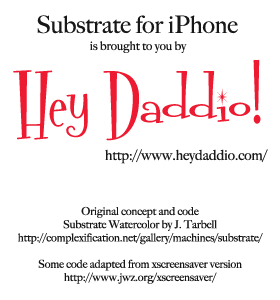 Substrate for iPhone
is brought to you by
Hey Daddio!
http://www.heydaddio.com/
Original concept and code
Substrate Watercolor by J. Tarbell
http://complexification.net/gallery/machines/substrate/
Some code adapted from xscreensaver version
http://www.jwz.org/xscreensaver/